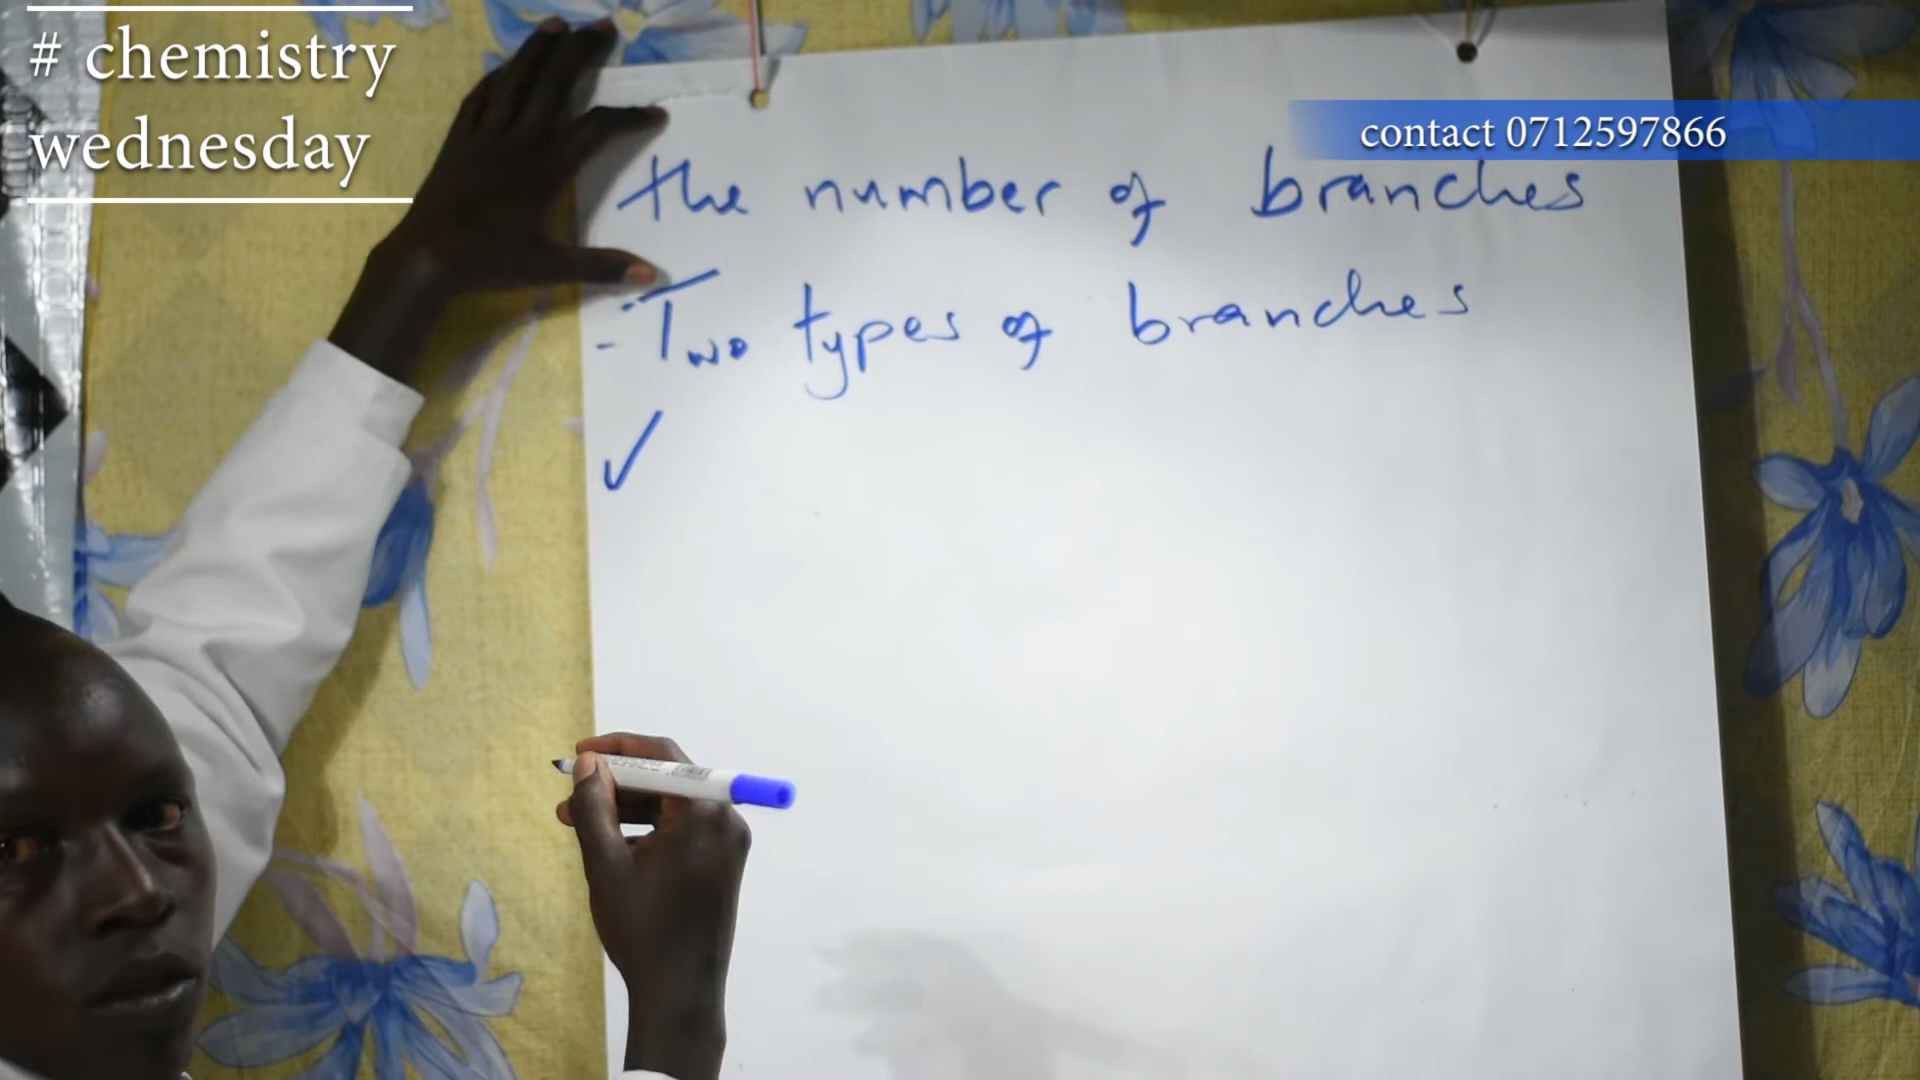 # chemistry
wednesday
contact 0712597866
the number of branches
- Two types of branches
✓